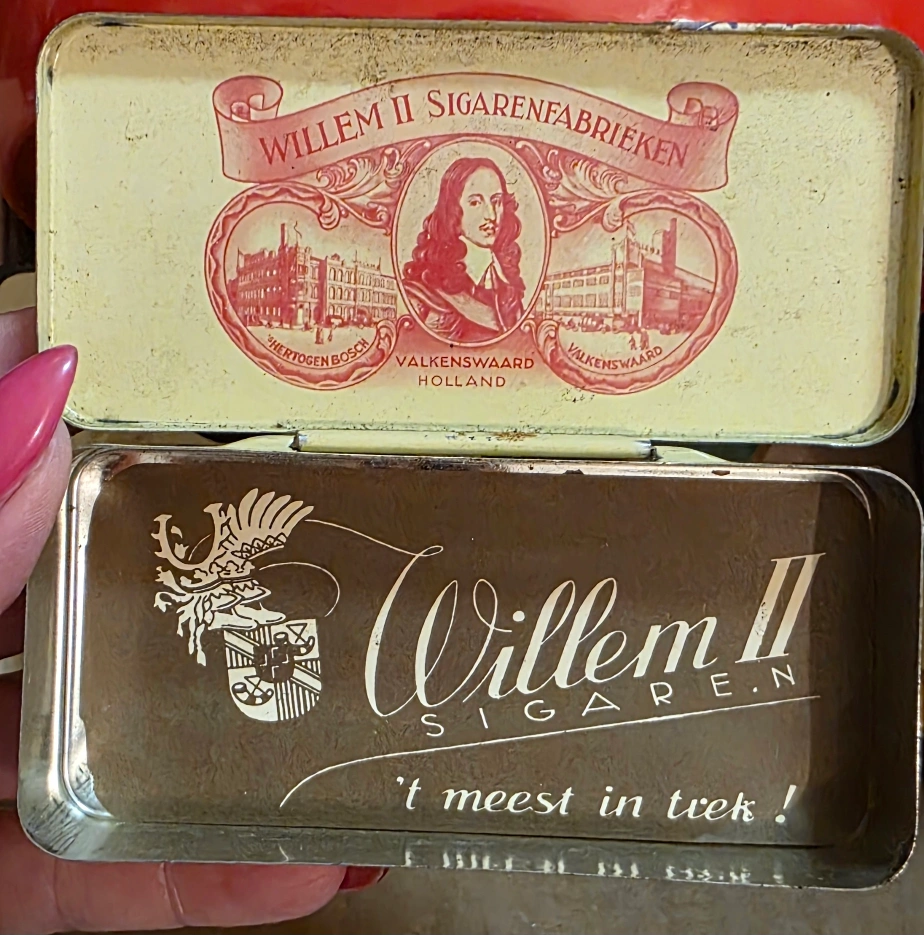 WILLEM II SIGARENFABRIEKEN
'SHERTOGENBOSCH
VALKENSWAARD
HOLLAND
VALKENSWAARD
Willem II
SIGAREN
't meest in trek!